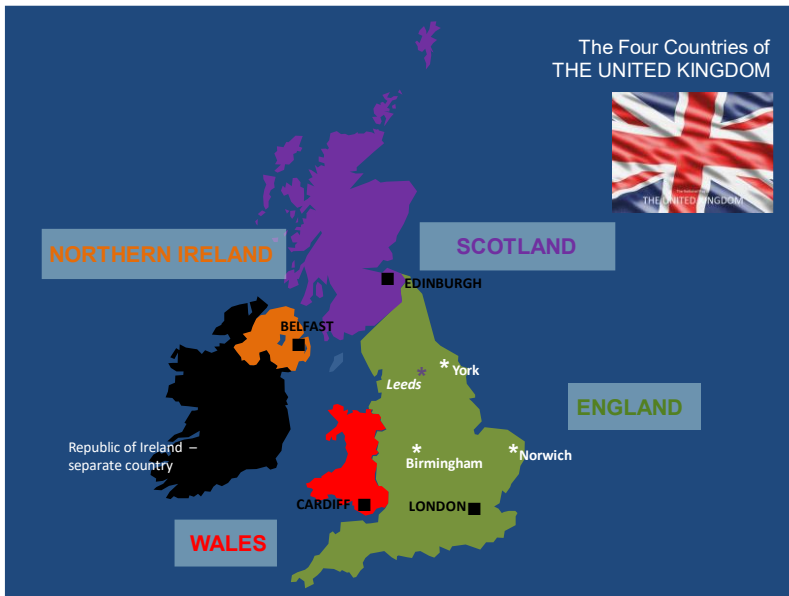 The Four Countries of
THE UNITED KINGDOM
THE UNITED KINGDOM
NORTHERN IRELAND
SCOTLAND
EDINBURGH
BELFAST
York
Leeds
ENGLAND
Republic of Ireland –
separate country
Birmingham
Norwich
CARDIFF
LONDON
WALES